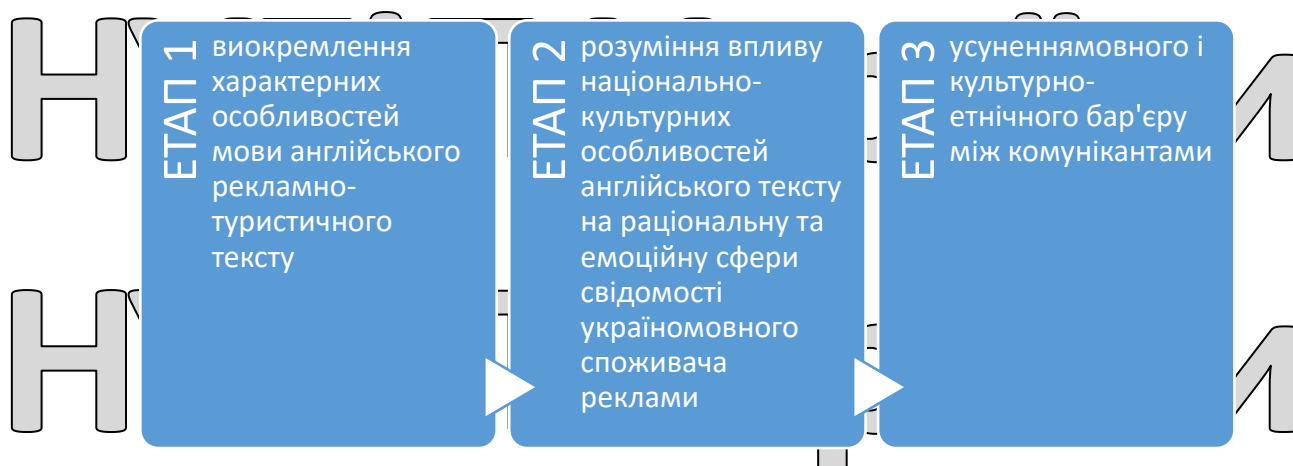 ЕТАП 1
виокремлення
характерних
особливостей
мови англійського
рекламно-
туристичного
тексту
ЕТАП 2
розуміння впливу
національно-
культурних
особливостей
англійського тексту
на раціональну та
емоційну сфери
свідомості
україномовного
споживача
реклами
ЕТАП 3
усуненнямовного і
культурно-
етнічного бар'єру
між комунікантами